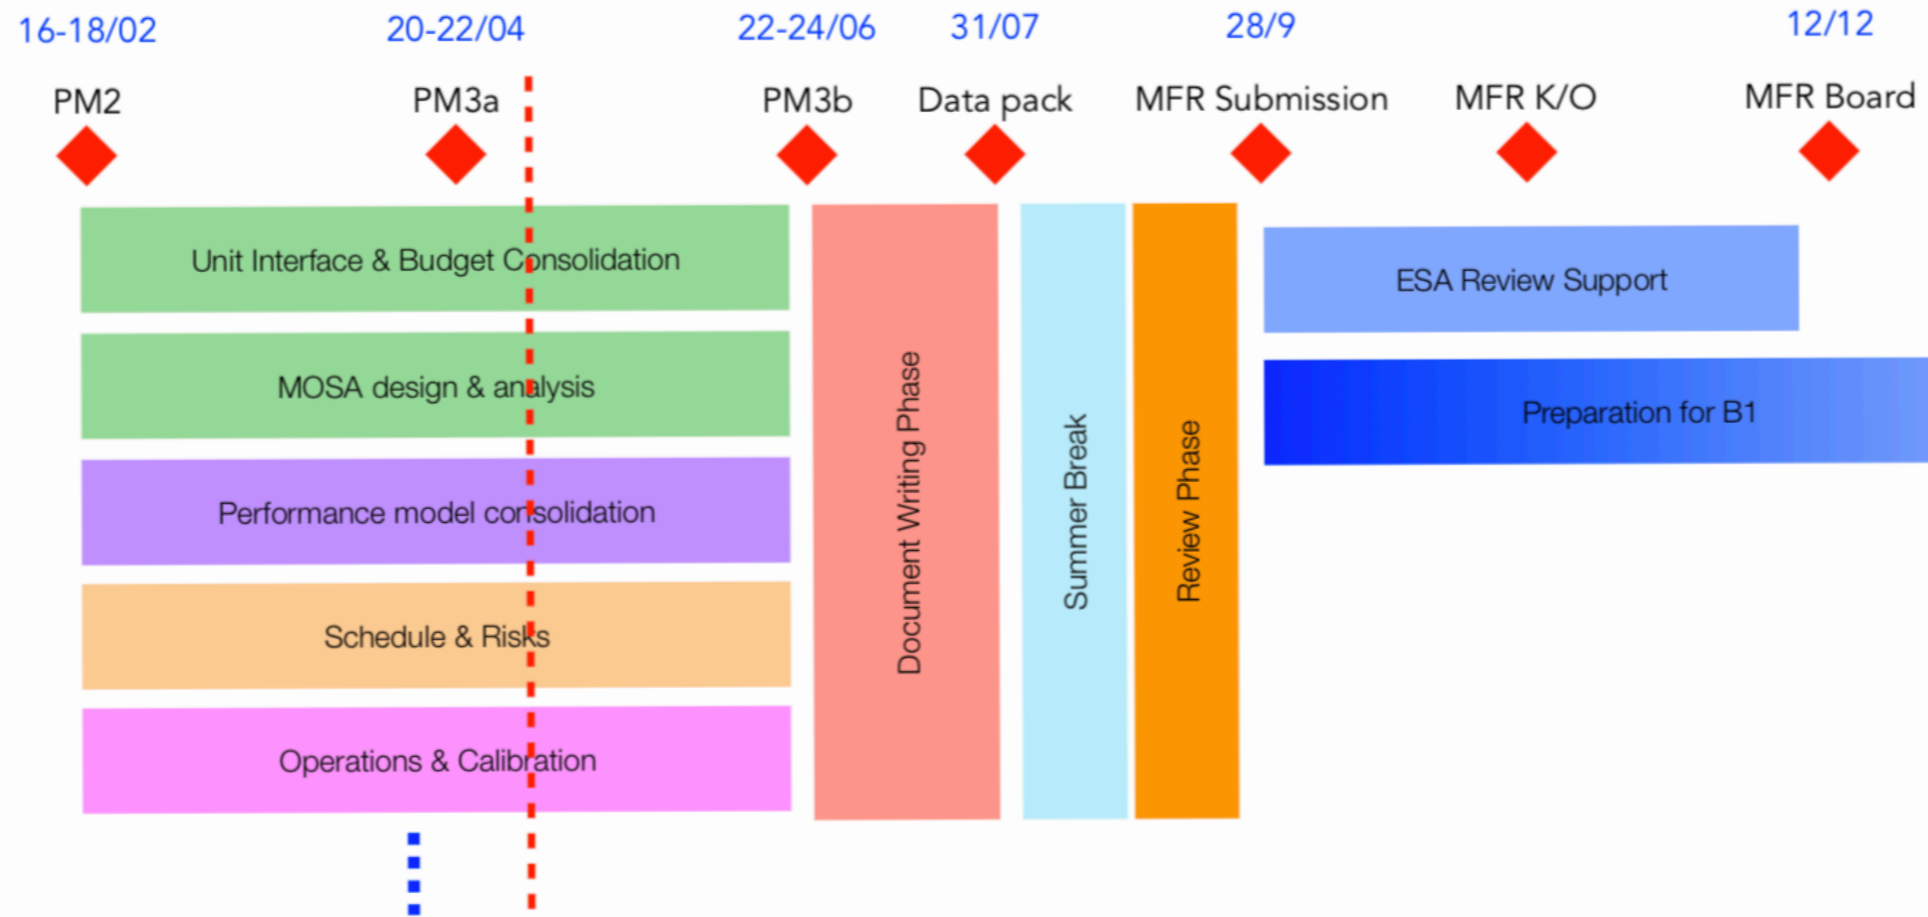 16-18/02
20-22/04
22-24/06
31/07
28/9
12/12
PM2
PM3a
PM3b
Data pack
MFR Submission
MFR K/O
MFR Board
Unit Interface & Budget Consolidation
MOSA design & analysis
Performance model consolidation
Schedule & Risks
Operations & Calibration
Document Writing Phase
Summer Break
Review Phase
ESA Review Support
Preparation for B1